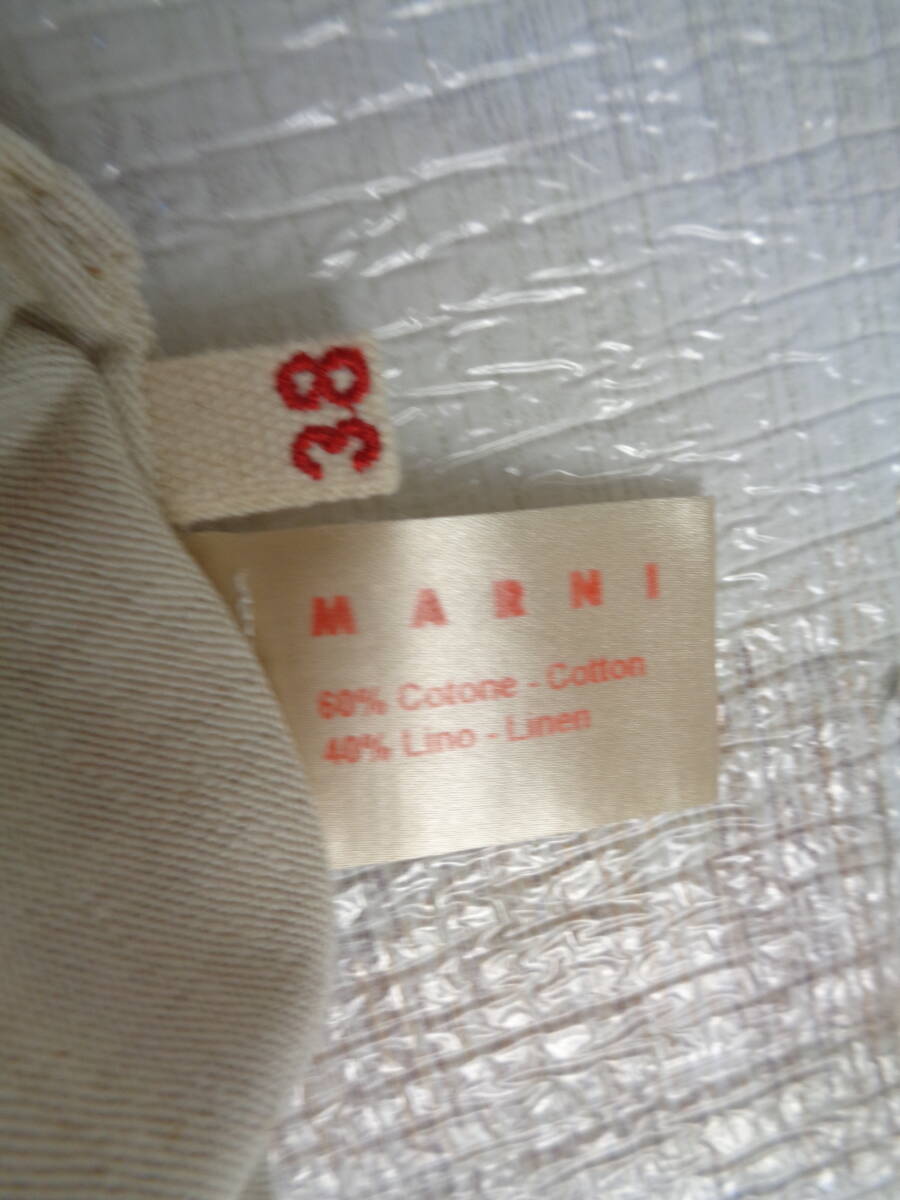 38
MARNI
60% Cotone - Cotton
40% Lino - Linen